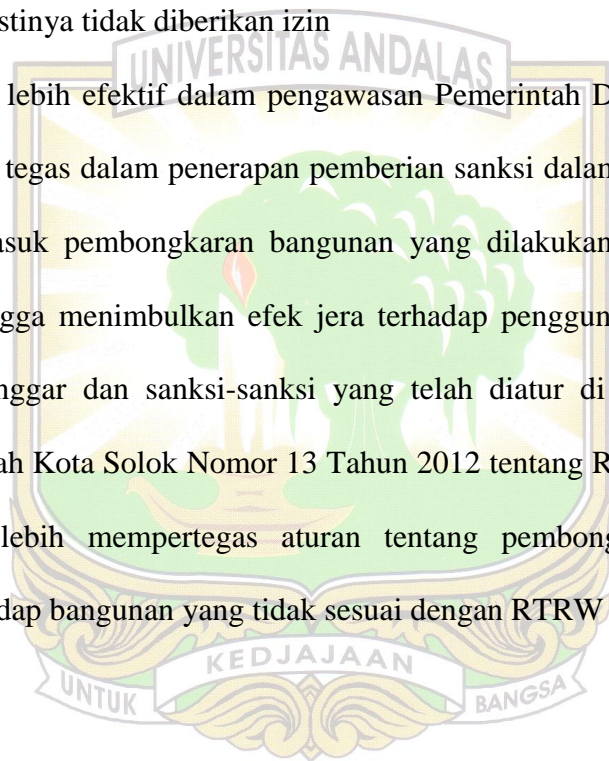 stinya tidak diberikan izin
UNIVERSITAS ANDALAS
lebih efektif dalam pengawasan Pemerintah D
tegas dalam penerapan pemberian sanksi dalam
asuk pembongkaran bangunan yang dilakukan
ngga menimbulkan efek jera terhadap penggun
nggar dan sanksi-sanksi yang telah diatur di
ah Kota Solok Nomor 13 Tahun 2012 tentang R
lebih mempertegas aturan tentang pembong
dap bangunan yang tidak sesuai dengan RTRW
UNTUK KEDJAJAAN BANGSA